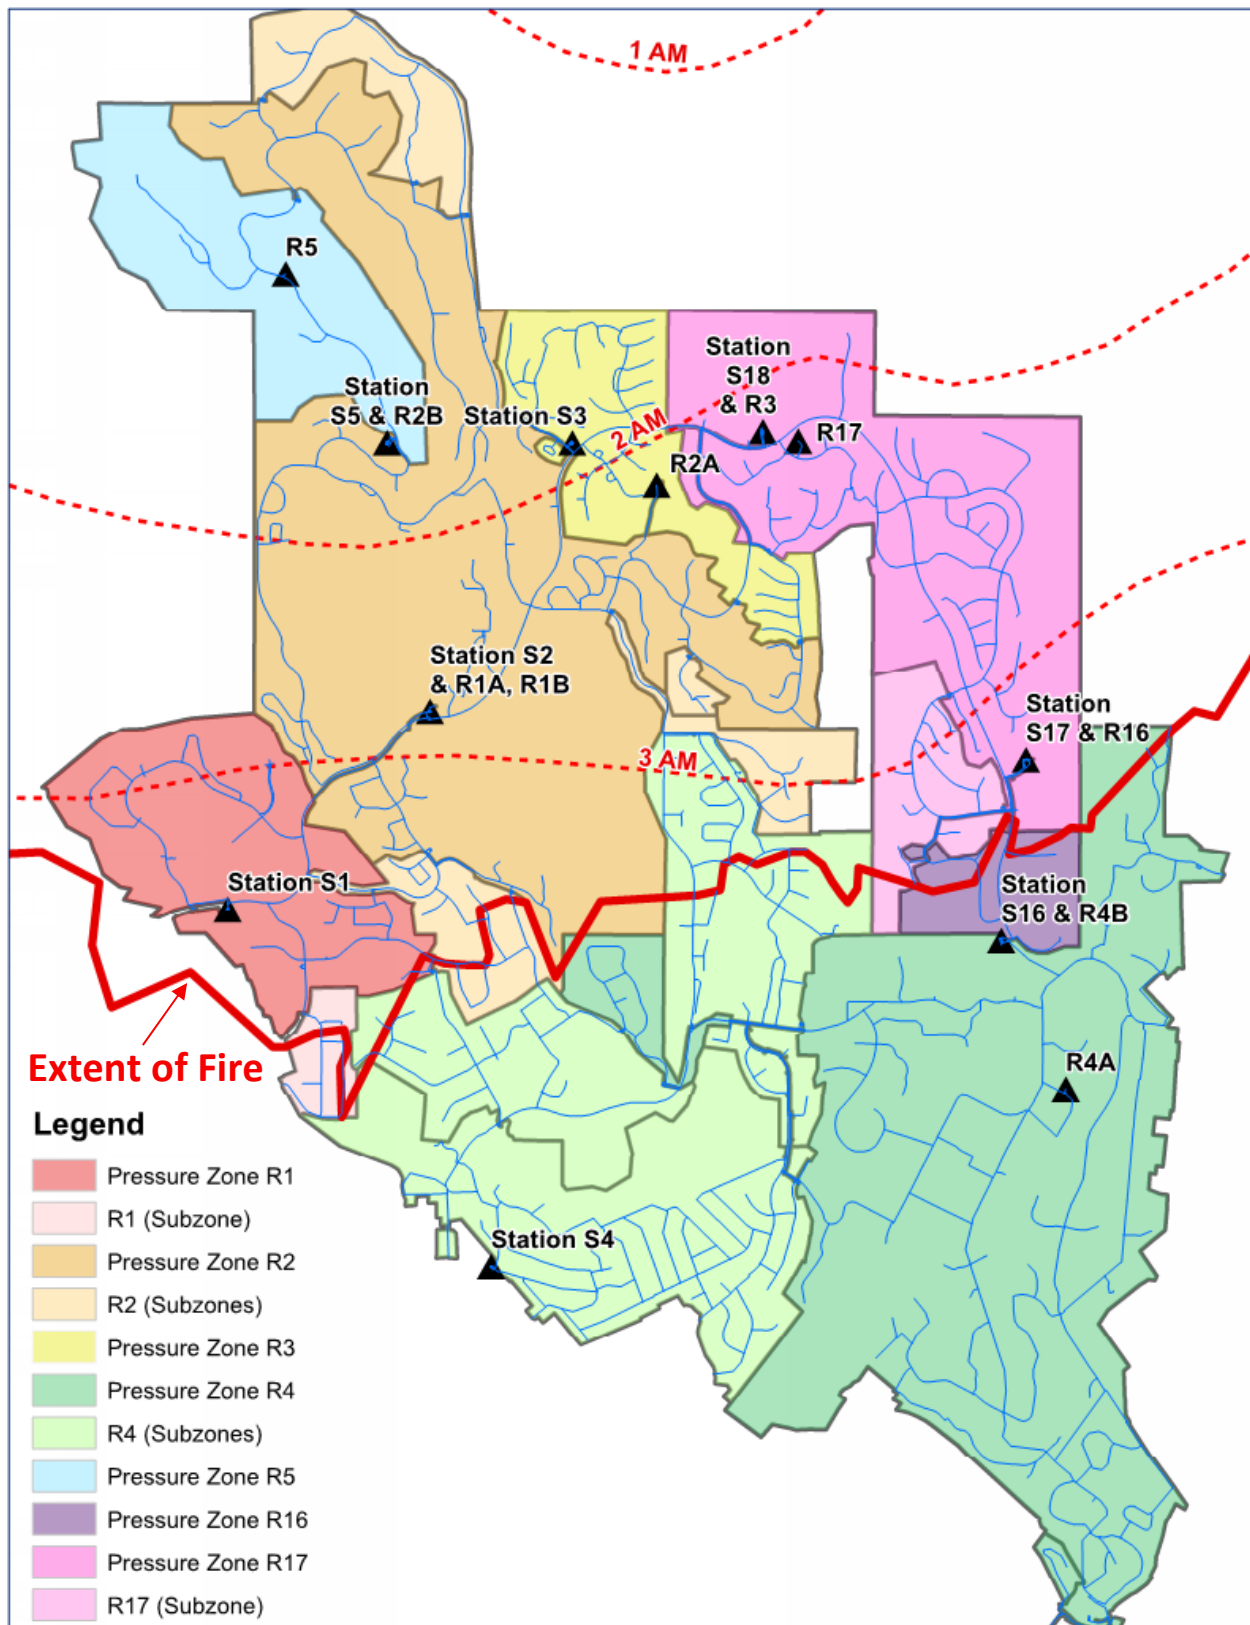 1 AM
R5
Station
S18
& R3
Station
S5 & R2B
Station S3
2 AM
R17
R2A
Station S2
& R1A, R1B
Station
S17 & R16
3 AM
Station S1
Station
S16 & R4B
Extent of Fire
R4A
Station S4
Legend
Pressure Zone R1
R1 (Subzone)
Pressure Zone R2
R2 (Subzones)
Pressure Zone R3
Pressure Zone R4
R4 (Subzones)
Pressure Zone R5
Pressure Zone R16
Pressure Zone R17
R17 (Subzone)